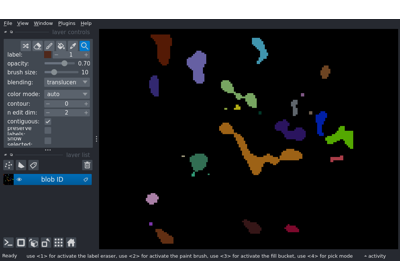 File View Window Plugins Help
layer controls
label: 1
opacity: 0.70
brush size: 10
blending: translucen
color mode: auto
contour: 0
n edit dim: 2
contiguous: ✓
preserve
labels:
show
selected:
layer list
blob ID
Ready use <1> for activate the label eraser, use <2> for activate the paint brush, use <3> for activate the fill bucket, use <4> for pick mode activity